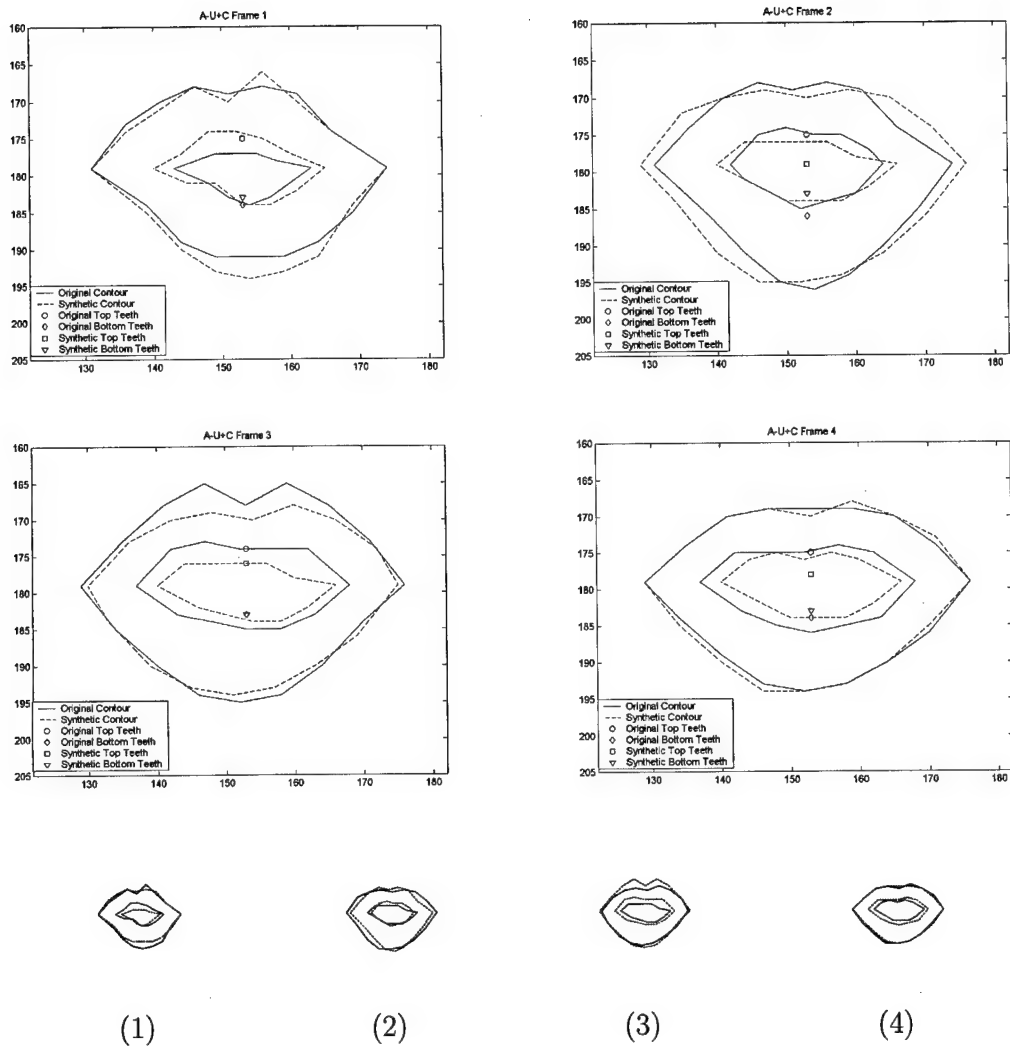 A-U+C Frame 1
160
165
170
175
180
185
190
195
200
205
130
140
150
160
170
180
Original Contour
Synthetic Contour
Original Top Teeth
Original Bottom Teeth
Synthetic Top Teeth
Synthetic Bottom Teeth
A-U+C Frame 2
160
165
170
175
180
185
190
195
200
205
130
140
150
160
170
180
Original Contour
Synthetic Contour
Original Top Teeth
Original Bottom Teeth
Synthetic Top Teeth
Synthetic Bottom Teeth
A-U+C Frame 3
160
165
170
175
180
185
190
195
200
205
130
140
150
160
170
180
Original Contour
Synthetic Contour
Original Top Teeth
Original Bottom Teeth
Synthetic Top Teeth
Synthetic Bottom Teeth
A-U+C Frame 4
160
165
170
175
180
185
190
195
200
205
130
140
150
160
170
180
Original Contour
Synthetic Contour
Original Top Teeth
Original Bottom Teeth
Synthetic Top Teeth
Synthetic Bottom Teeth
(1) (2) (3) (4)